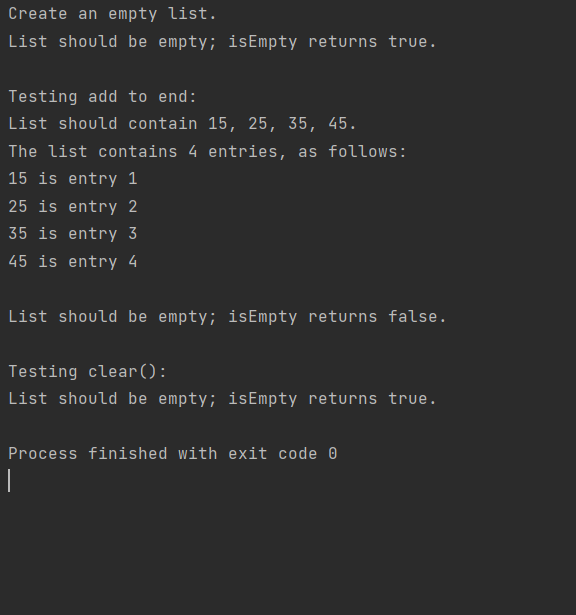 Create an empty list.
List should be empty; isEmpty returns true.
Testing add to end:
List should contain 15, 25, 35, 45.
The list contains 4 entries, as follows:
15 is entry 1
25 is entry 2
35 is entry 3
45 is entry 4
List should be empty; isEmpty returns false.
Testing clear():
List should be empty; isEmpty returns true.
Process finished with exit code 0